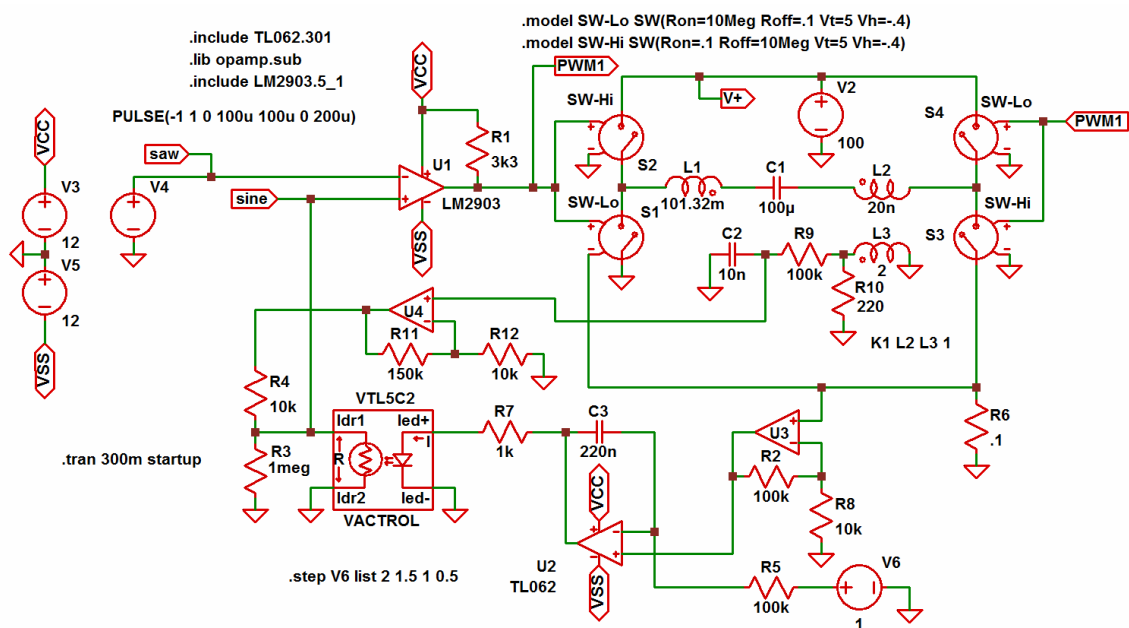 .include TL062.301
.lib opamp.sub
.include LM2903.5_1
.model SW-Lo SW(Ron=10Meg Roff=.1 Vt=5 Vh=-.4)
.model SW-Hi SW(Ron=.1 Roff=10Meg Vt=5 Vh=-.4)
PULSE(-1 1 0 100u 100u 0 200u)
VCC
VCC
PWM1
SW-Hi
V+
V2
100
S4
SW-Lo
PWM1
saw
V4
V3
12
V5
12
VSS
sine
U1
LM2903
VSS
R1
3k3
S2
SW-Lo
S1
L1
101.32m
C1
100µ
L2
20n
SW-Hi
S3
C2
10n
R9
100k
L3
2
R10
220
K1 L2 L3 1
U4
R11
150k
R12
10k
R4
10k
R3
1meg
VTL5C2
ldr1
led+
R
I
ldr2
led-
VACTROL
R7
1k
C3
220n
U3
R2
100k
R8
10k
R6
.1
.tran 300m startup
VCC
U2
TL062
VSS
R5
100k
V6
1
.step V6 list 2 1.5 1 0.5